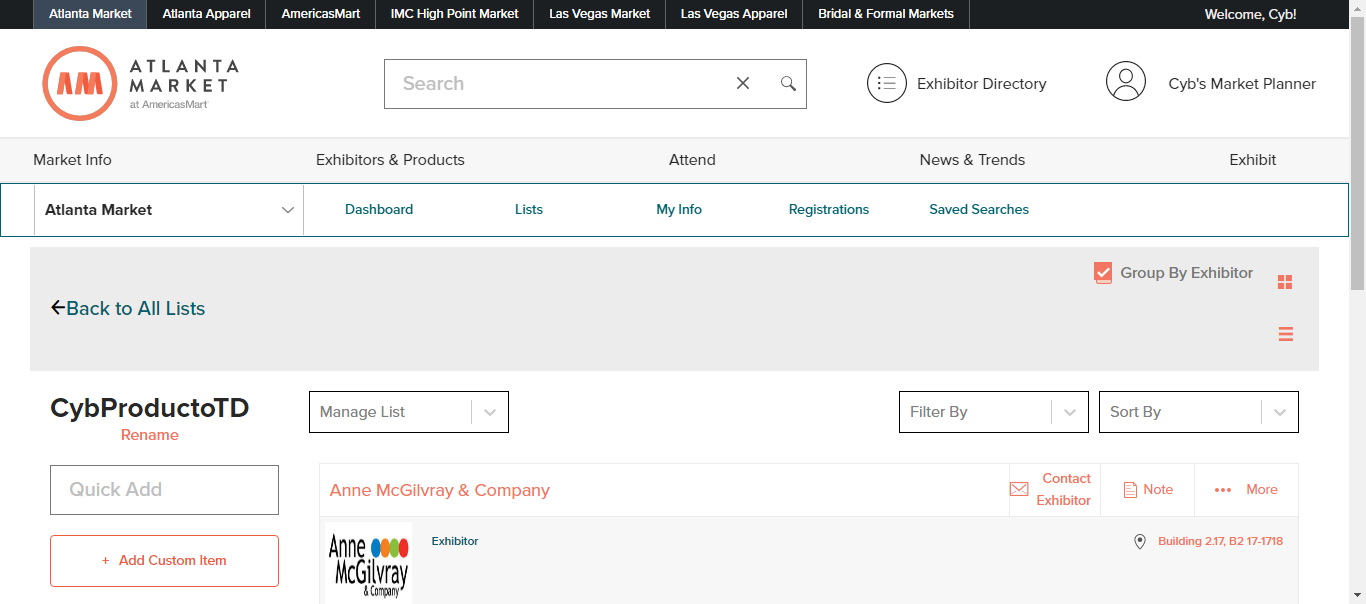 Atlanta Market Atlanta Apparel AmericasMart IMC High Point Market Las Vegas Market Las Vegas Apparel Bridal & Formal Markets Welcome, Cyb!
AM
ATLANTA
MARKET
at AmericasMart
Search
Exhibitor Directory
Cyb's Market Planner
Market Info Exhibitors & Products Attend News & Trends Exhibit
Atlanta Market Dashboard Lists My Info Registrations Saved Searches
Group By Exhibitor
Back to All Lists
CybProductoTD
Rename
Manage List
Filter By
Sort By
Quick Add
+ Add Custom Item
Anne McGilvray & Company
Contact
Exhibitor
Note
More
Anne
McGilvray
& Company
Exhibitor
Building 2.17, B2 17-1718